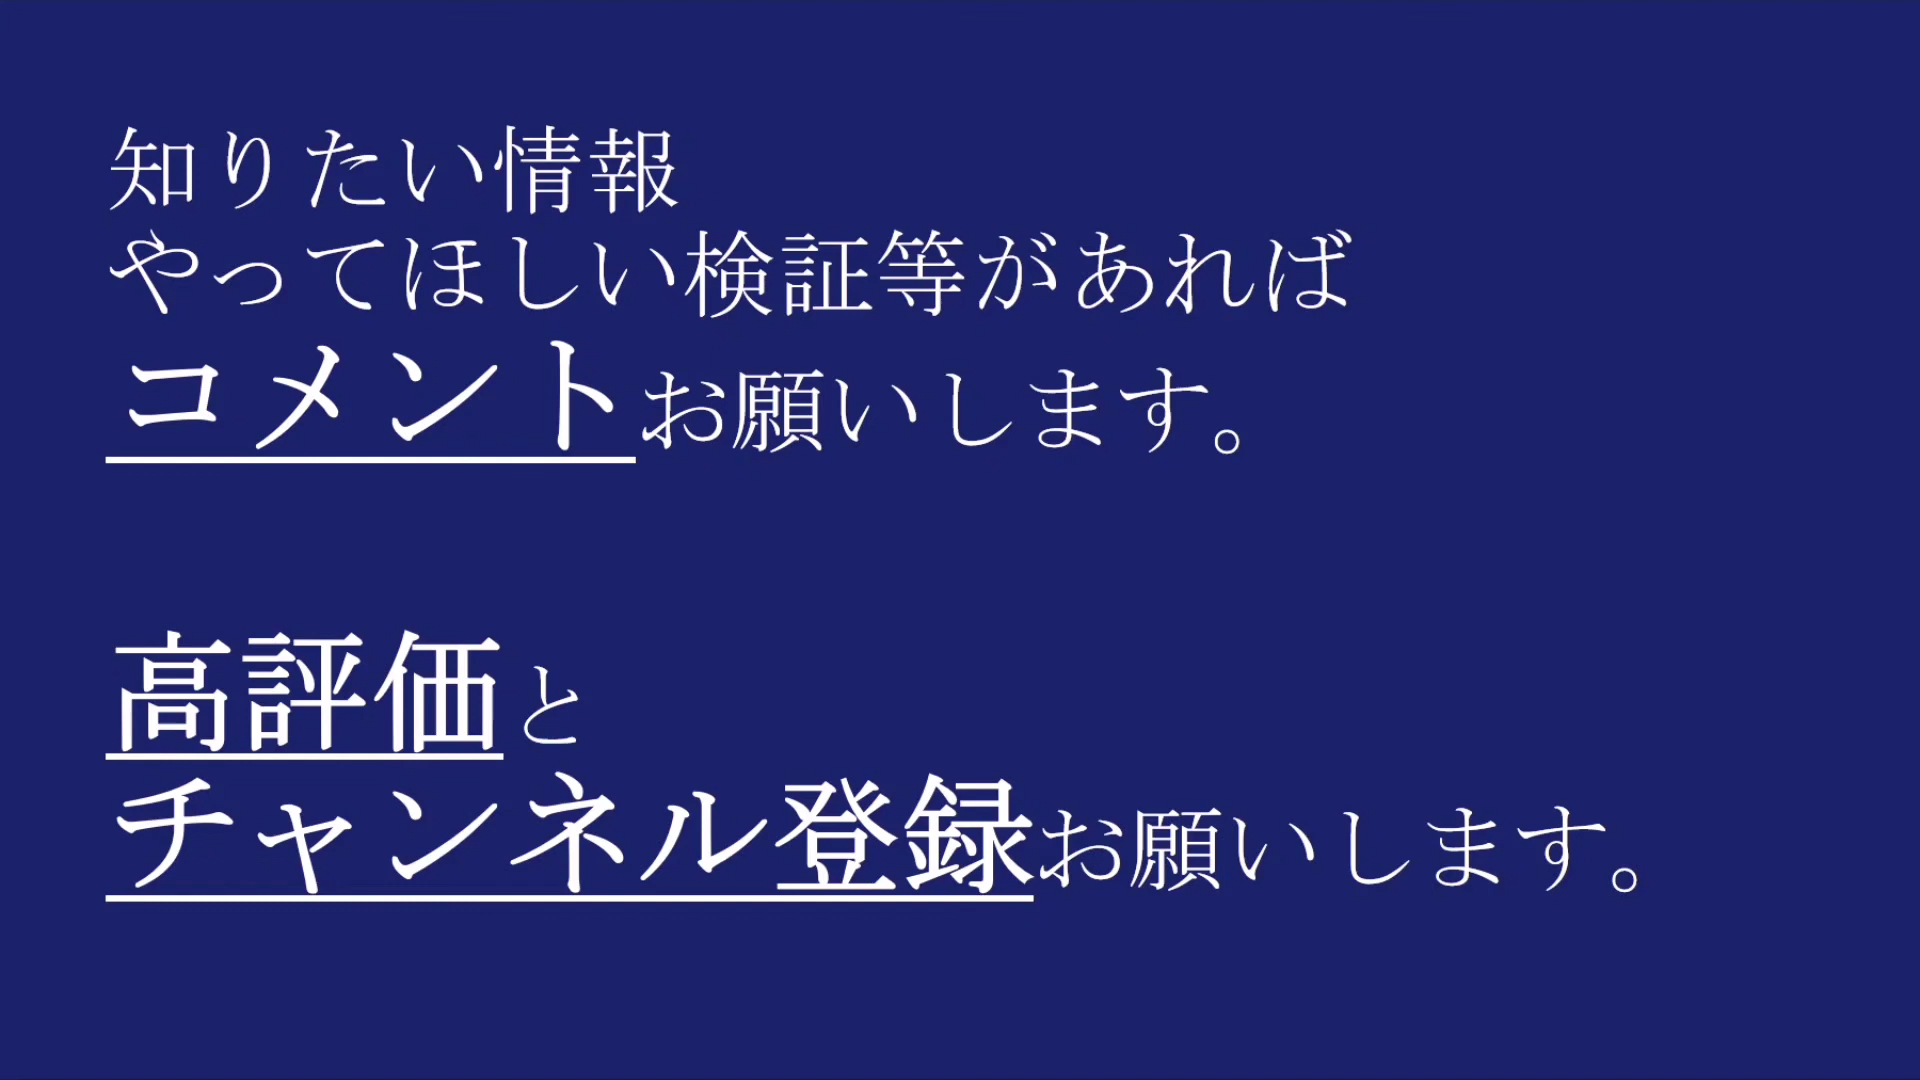 知りたい情報
やってほしい検証等があれば
コメントお願いします。
高評価と
チャンネル登録お願いします。